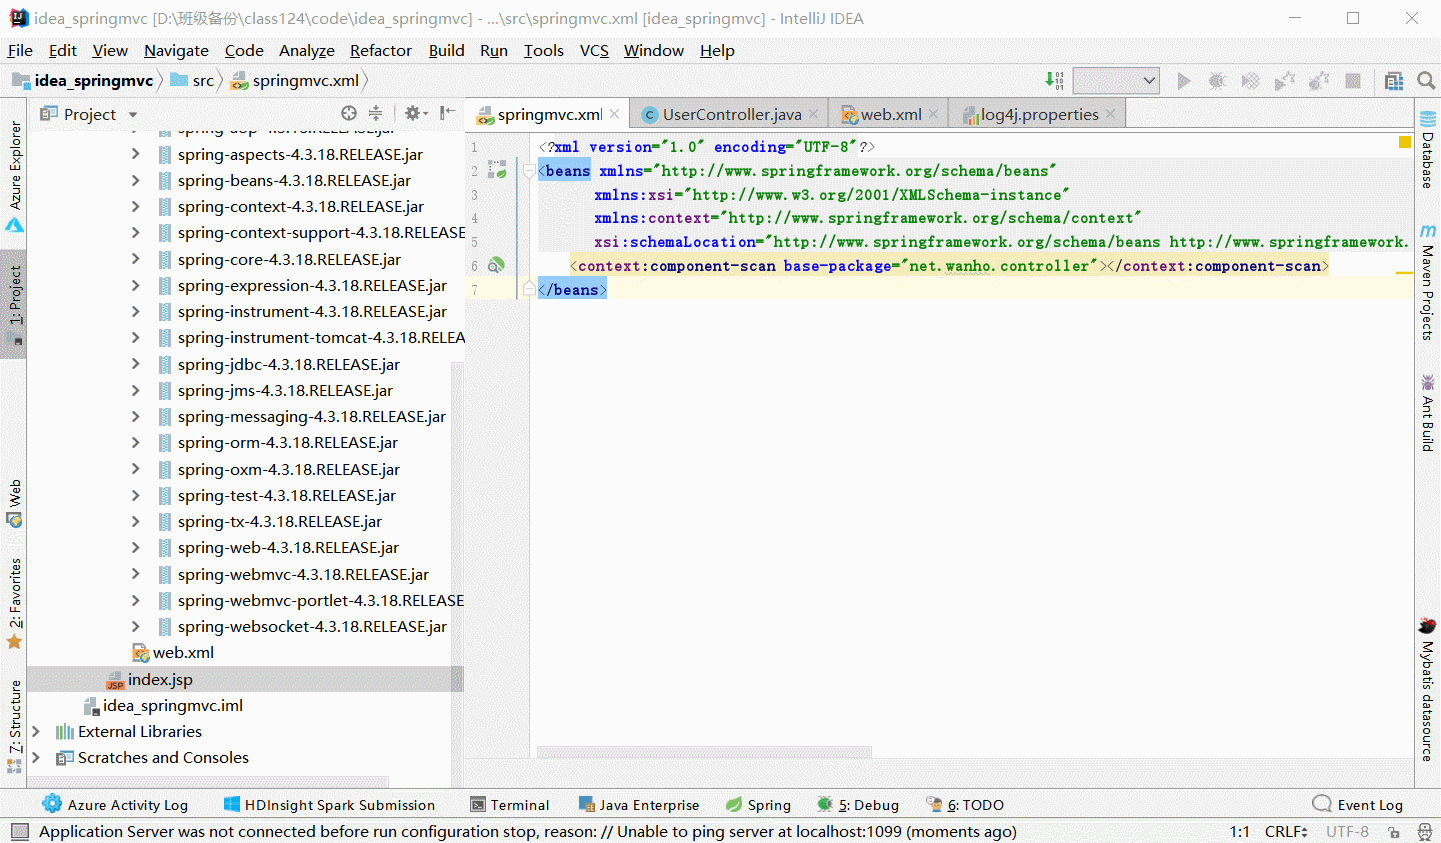 idea_springmvc [D:\班级备份\class124\code\idea_springmvc] - ...\src\springmvc.xml [idea_springmvc] - IntelliJ IDEA
File Edit View Navigate Code Analyze Refactor Build Run Tools VCS Window Help
idea_springmvc src springmvc.xml
Project
springmvc.xml UserController.java web.xml log4j.properties
spring-aspects-4.3.18.RELEASE.jar
spring-beans-4.3.18.RELEASE.jar
spring-context-4.3.18.RELEASE.jar
spring-context-support-4.3.18.RELEASE
spring-core-4.3.18.RELEASE.jar
spring-expression-4.3.18.RELEASE.jar
spring-instrument-4.3.18.RELEASE.jar
spring-instrument-tomcat-4.3.18.RELEA
spring-jdbc-4.3.18.RELEASE.jar
spring-jms-4.3.18.RELEASE.jar
spring-messaging-4.3.18.RELEASE.jar
spring-orm-4.3.18.RELEASE.jar
spring-oxm-4.3.18.RELEASE.jar
spring-test-4.3.18.RELEASE.jar
spring-tx-4.3.18.RELEASE.jar
spring-web-4.3.18.RELEASE.jar
spring-webmvc-4.3.18.RELEASE.jar
spring-webmvc-portlet-4.3.18.RELEASE
spring-websocket-4.3.18.RELEASE.jar
web.xml
index.jsp
idea_springmvc.iml
External Libraries
Scratches and Consoles
1 <?xml version="1.0" encoding="UTF-8"?>
2 <beans xmlns="http://www.springframework.org/schema/beans"
3 xmlns:xsi="http://www.w3.org/2001/XMLSchema-instance"
4 xmlns:context="http://www.springframework.org/schema/context"
5 xsi:schemaLocation="http://www.springframework.org/schema/beans http://www.springframework.
6 <context:component-scan base-package="net.wanho.controller"></context:component-scan>
7 </beans>
Azure Explorer
1: Project
Web
2: Favorites
7: Structure
Database
Maven Projects
Ant Build
Mybatis datasource
Azure Activity Log HDInsight Spark Submission Terminal Java Enterprise Spring 5: Debug 6: TODO Event Log
Application Server was not connected before run configuration stop, reason: // Unable to ping server at localhost:1099 (moments ago) 1:1 CRLF UTF-8